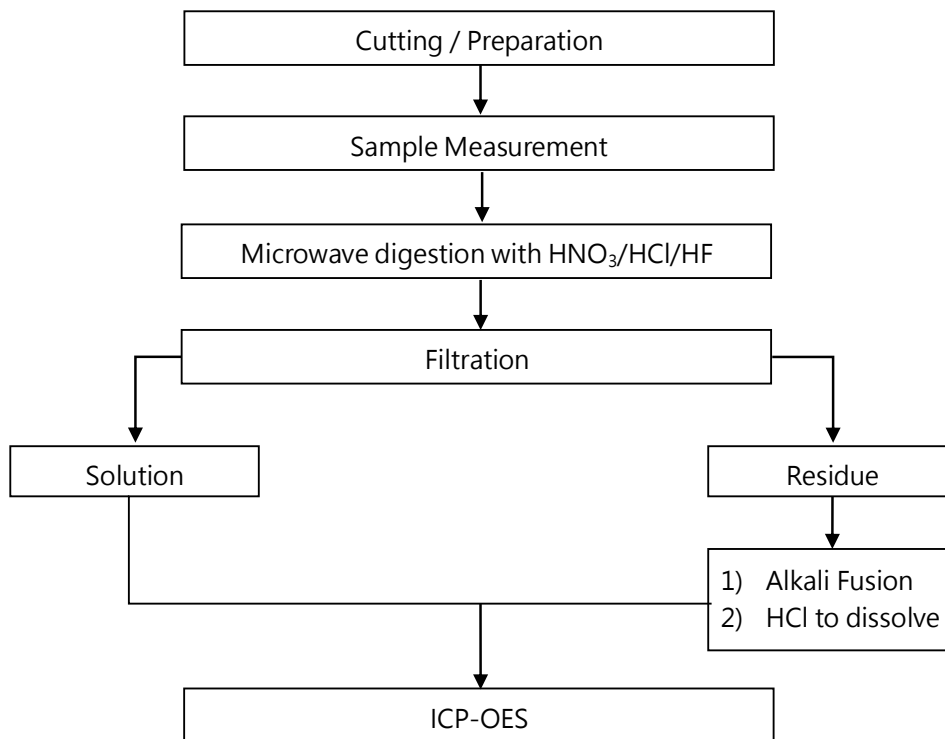 Cutting / Preparation
Sample Measurement
Microwave digestion with HNO₃/HCl/HF
Filtration
Solution
Residue
1) Alkali Fusion
2) HCl to dissolve
ICP-OES